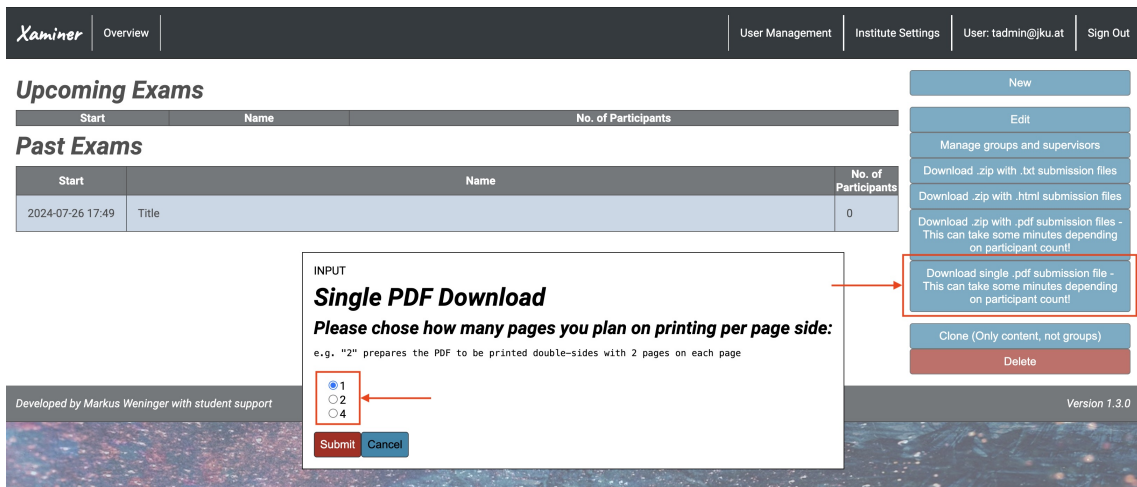 Xaminer
Overview
User Management
Institute Settings
User: tadmin@jku.at
Sign Out
Upcoming Exams
Start
Name
No. of Participants
Past Exams
Start
Name
No. of
Participants
2024-07-26 17:49
Title
0
New
Edit
Manage groups and supervisors
Download .zip with .txt submission files
Download .zip with .html submission files
Download .zip with .pdf submission files -
This can take some minutes depending
on participant count!
Download single .pdf submission file -
This can take some minutes depending
on participant count!
Clone (Only content, not groups)
Delete
INPUT
Single PDF Download
Please chose how many pages you plan on printing per page side:
e.g. "2" prepares the PDF to be printed double-sides with 2 pages on each page
1
2
4
Submit
Cancel
Developed by Markus Weninger with student support
Version 1.3.0